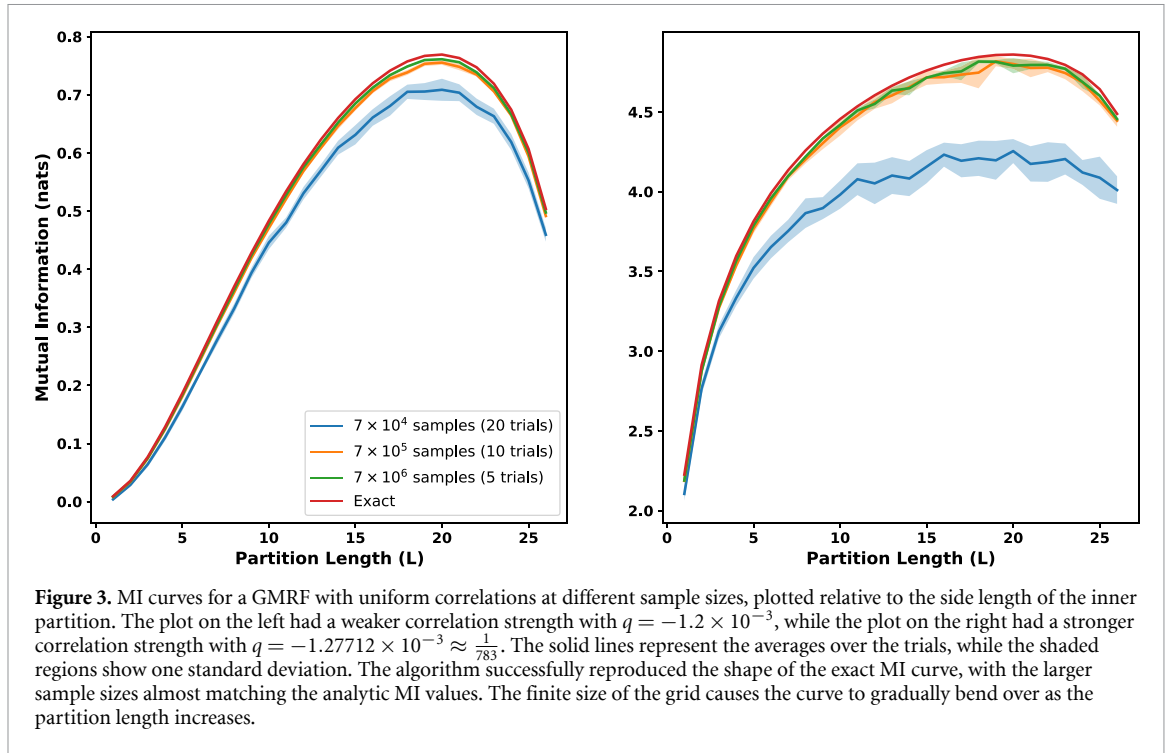 0.8
0.7
0.6
0.5
0.4
0.3
0.2
0.1
0.0
Mutual Information (nats)
0 5 10 15 20 25
Partition Length (L)
7 × 10⁴ samples (20 trials)
7 × 10⁵ samples (10 trials)
7 × 10⁶ samples (5 trials)
Exact
4.5
4.0
3.5
3.0
2.5
2.0
0 5 10 15 20 25
Partition Length (L)
Figure 3. MI curves for a GMRF with uniform correlations at different sample sizes, plotted relative to the side length of the inner
partition. The plot on the left had a weaker correlation strength with q = −1.2 × 10⁻³, while the plot on the right had a stronger
correlation strength with q = −1.27712 × 10⁻³ ≈ 1/783. The solid lines represent the averages over the trials, while the shaded
regions show one standard deviation. The algorithm successfully reproduced the shape of the exact MI curve, with the larger
sample sizes almost matching the analytic MI values. The finite size of the grid causes the curve to gradually bend over as the
partition length increases.